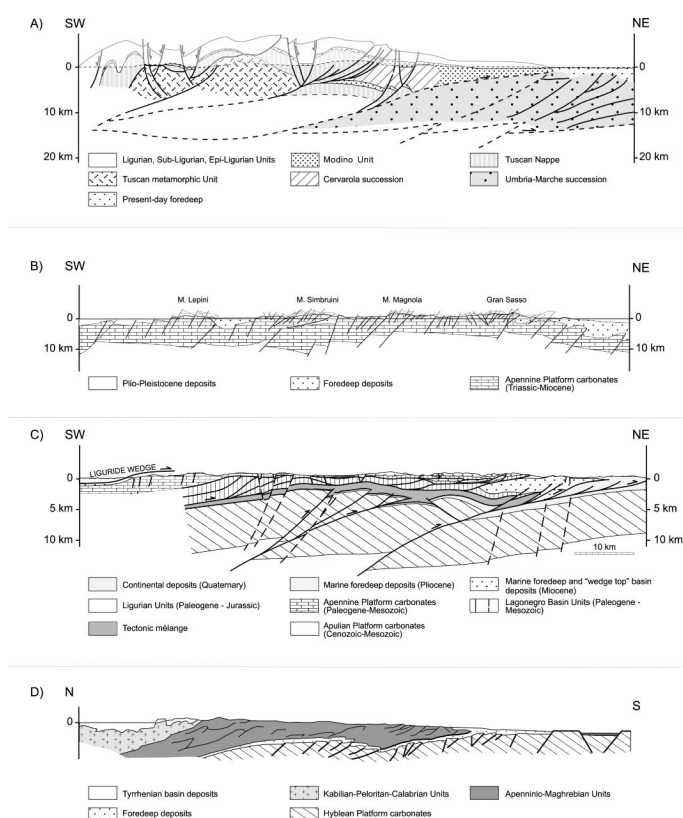 A) SW NE
0 0
10 km 10 km
20 km 20 km
Ligurian, Sub-Ligurian, Epi-Ligurian Units
Modino Unit
Tuscan Nappe
Tuscan metamorphic Unit
Cervarola succession
Umbria-Marche succession
Present-day foredeep
B) SW NE
M. Lepini M. Simbruini M. Magnola Gran Sasso
0 0
10 km 10 km
Plio-Pleistocene deposits
Foredeep deposits
Apennine Platform carbonates
(Triassic-Miocene)
C) SW NE
LIGURIDE WEDGE
0 0
5 km 5 km
10 km 10 km
10 km
Continental deposits (Quaternary)
Marine foredeep deposits (Pliocene)
Marine foredeep and "wedge top" basin
deposits (Miocene)
Ligurian Units (Paleogene - Jurassic)
Apennine Platform carbonates
(Paleogene-Mesozoic)
Lagonegro Basin Units (Paleogene -
Mesozoic)
Tectonic mélange
Apulian Platform carbonates
(Cenozoic-Mesozoic)
D) N S
0
Tyrrhenian basin deposits
Kabilian-Peloritan-Calabrian Units
Apenninic-Maghrebian Units
Foredeep deposits
Hyblean Platform carbonates